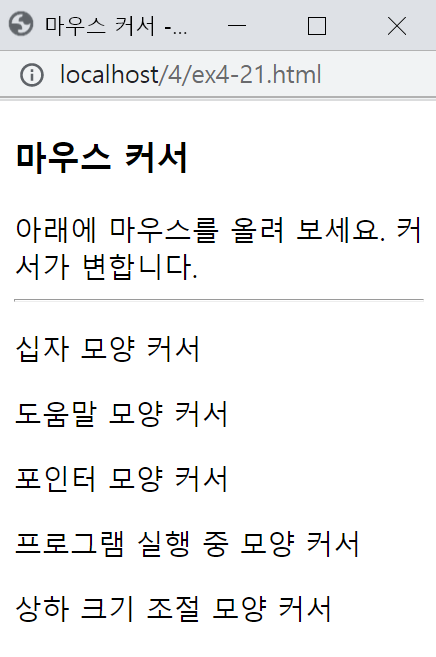 마우스 커서 -...
localhost/4/ex4-21.html
마우스 커서
아래에 마우스를 올려 보세요. 커
서가 변합니다.
십자 모양 커서
도움말 모양 커서
포인터 모양 커서
프로그램 실행 중 모양 커서
상하 크기 조절 모양 커서